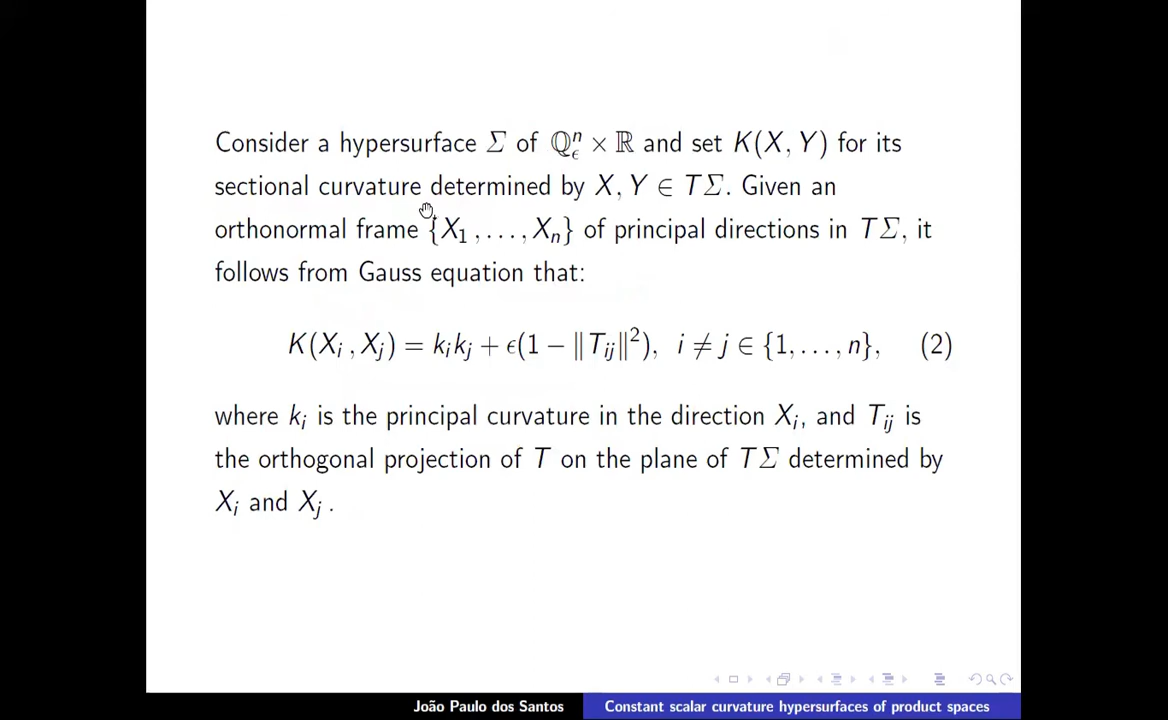 Consider a hypersurface Σ of ℚⁿ_ϵ × ℝ and set K(X, Y) for its
sectional curvature determined by X, Y ∈ TΣ. Given an
orthonormal frame {X₁, . . . , Xₙ} of principal directions in TΣ, it
follows from Gauss equation that:
K(X_i, X_j) = k_i k_j + ϵ(1 − ‖T_ij‖²), i ≠ j ∈ {1, . . . , n}, (2)
where k_i is the principal curvature in the direction X_i, and T_ij is
the orthogonal projection of T on the plane of TΣ determined by
X_i and X_j.
João Paulo dos Santos Constant scalar curvature hypersurfaces of product spaces